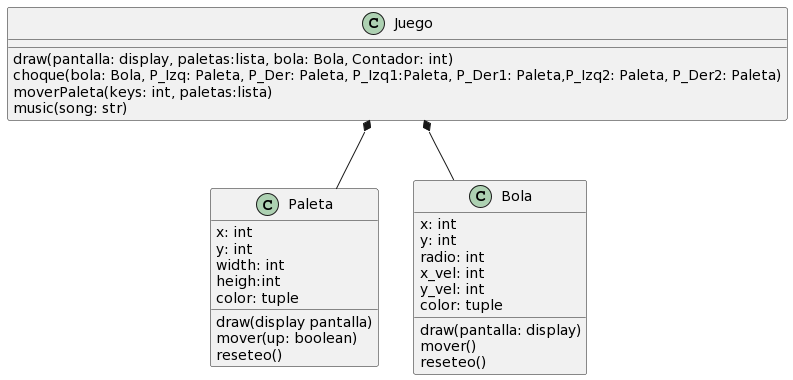 C Juego
draw(pantalla: display, paletas:lista, bola: Bola, Contador: int)
choque(bola: Bola, P_Izq: Paleta, P_Der: Paleta, P_Izq1:Paleta, P_Der1: Paleta,P_Izq2: Paleta, P_Der2: Paleta)
moverPaleta(keys: int, paletas:lista)
music(song: str)
C Paleta
x: int
y: int
width: int
heigh:int
color: tuple
draw(display pantalla)
mover(up: boolean)
reseteo()
C Bola
x: int
y: int
radio: int
x_vel: int
y_vel: int
color: tuple
draw(pantalla: display)
mover()
reseteo()